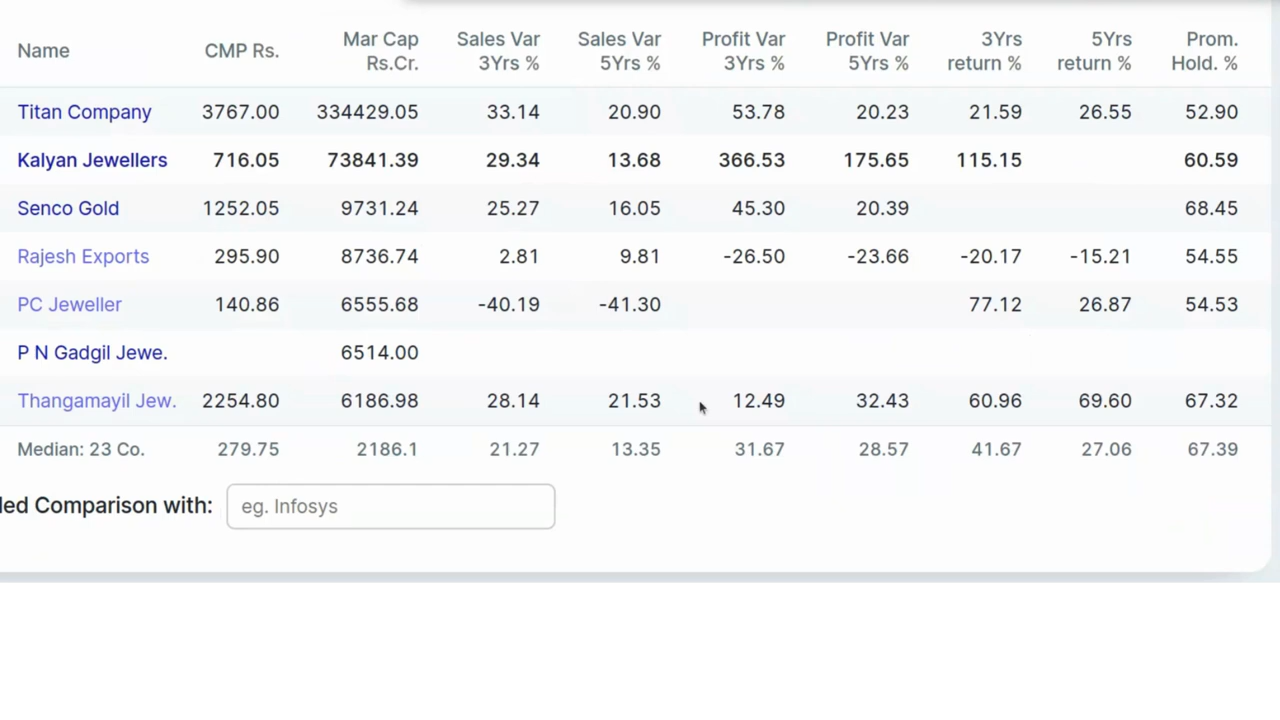 Name CMP Rs. Mar Cap Rs.Cr. Sales Var 3Yrs % Sales Var 5Yrs % Profit Var 3Yrs % Profit Var 5Yrs % 3Yrs return % 5Yrs return % Prom. Hold. %
Titan Company 3767.00 334429.05 33.14 20.90 53.78 20.23 21.59 26.55 52.90
Kalyan Jewellers 716.05 73841.39 29.34 13.68 366.53 175.65 115.15 60.59
Senco Gold 1252.05 9731.24 25.27 16.05 45.30 20.39 68.45
Rajesh Exports 295.90 8736.74 2.81 9.81 -26.50 -23.66 -20.17 -15.21 54.55
PC Jeweller 140.86 6555.68 -40.19 -41.30 77.12 26.87 54.53
P N Gadgil Jewe. 6514.00
Thangamayil Jew. 2254.80 6186.98 28.14 21.53 12.49 32.43 60.96 69.60 67.32
Median: 23 Co. 279.75 2186.1 21.27 13.35 31.67 28.57 41.67 27.06 67.39
led Comparison with: eg. Infosys